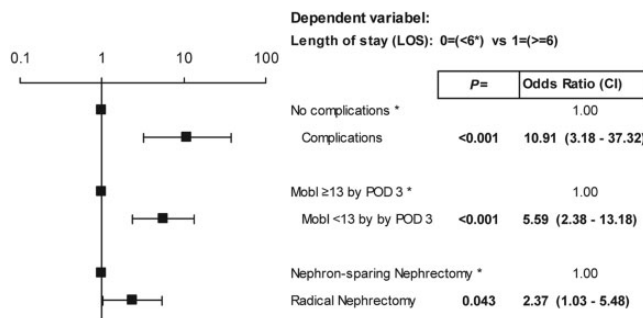 Dependent variabel:
Length of stay (LOS): 0=(<6*) vs 1=(>=6)
0.1 1 10 100
P= Odds Ratio (CI)
No complications * 1.00
Complications <0.001 10.91 (3.18 - 37.32)
Mobl ≥13 by POD 3 * 1.00
Mobl <13 by by POD 3 <0.001 5.59 (2.38 - 13.18)
Nephron-sparing Nephrectomy * 1.00
Radical Nephrectomy 0.043 2.37 (1.03 - 5.48)